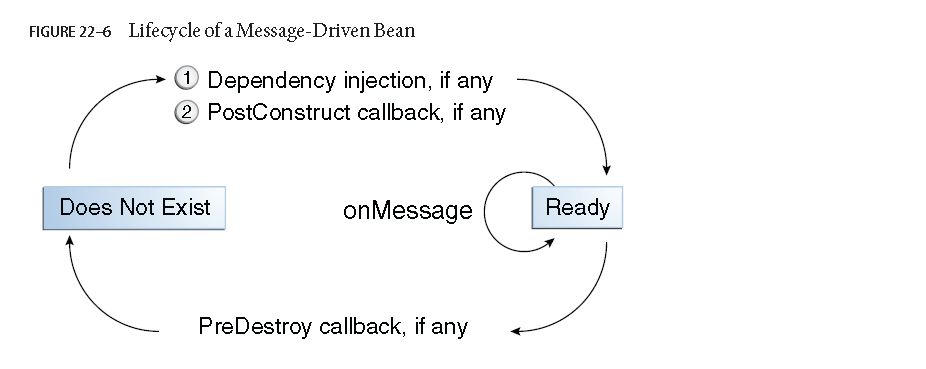 FIGURE 22–6 Lifecycle of a Message-Driven Bean
1 Dependency injection, if any
2 PostConstruct callback, if any
Does Not Exist
onMessage
Ready
PreDestroy callback, if any